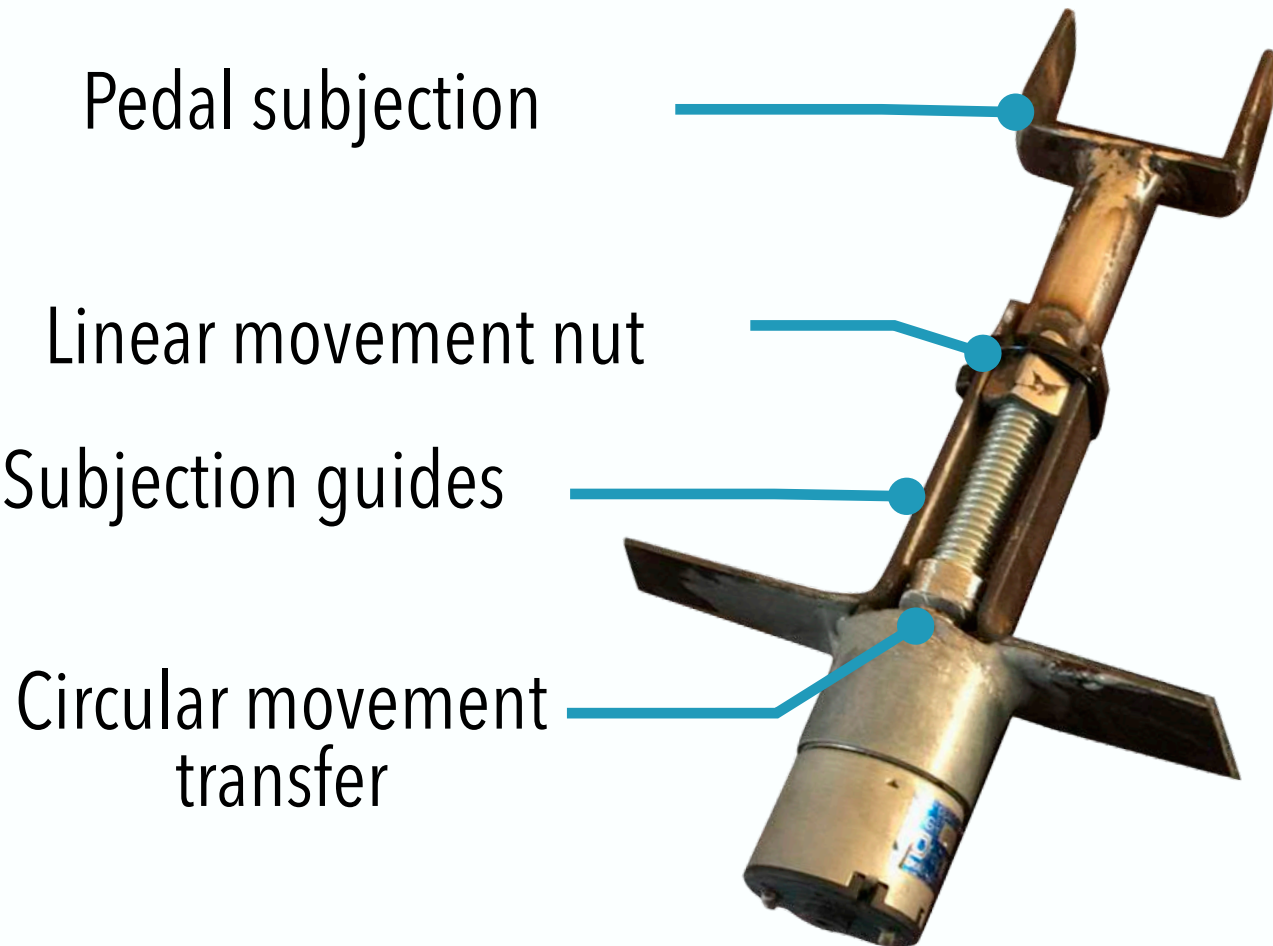 Pedal subjection
Linear movement nut
Subjection guides
Circular movement
transfer